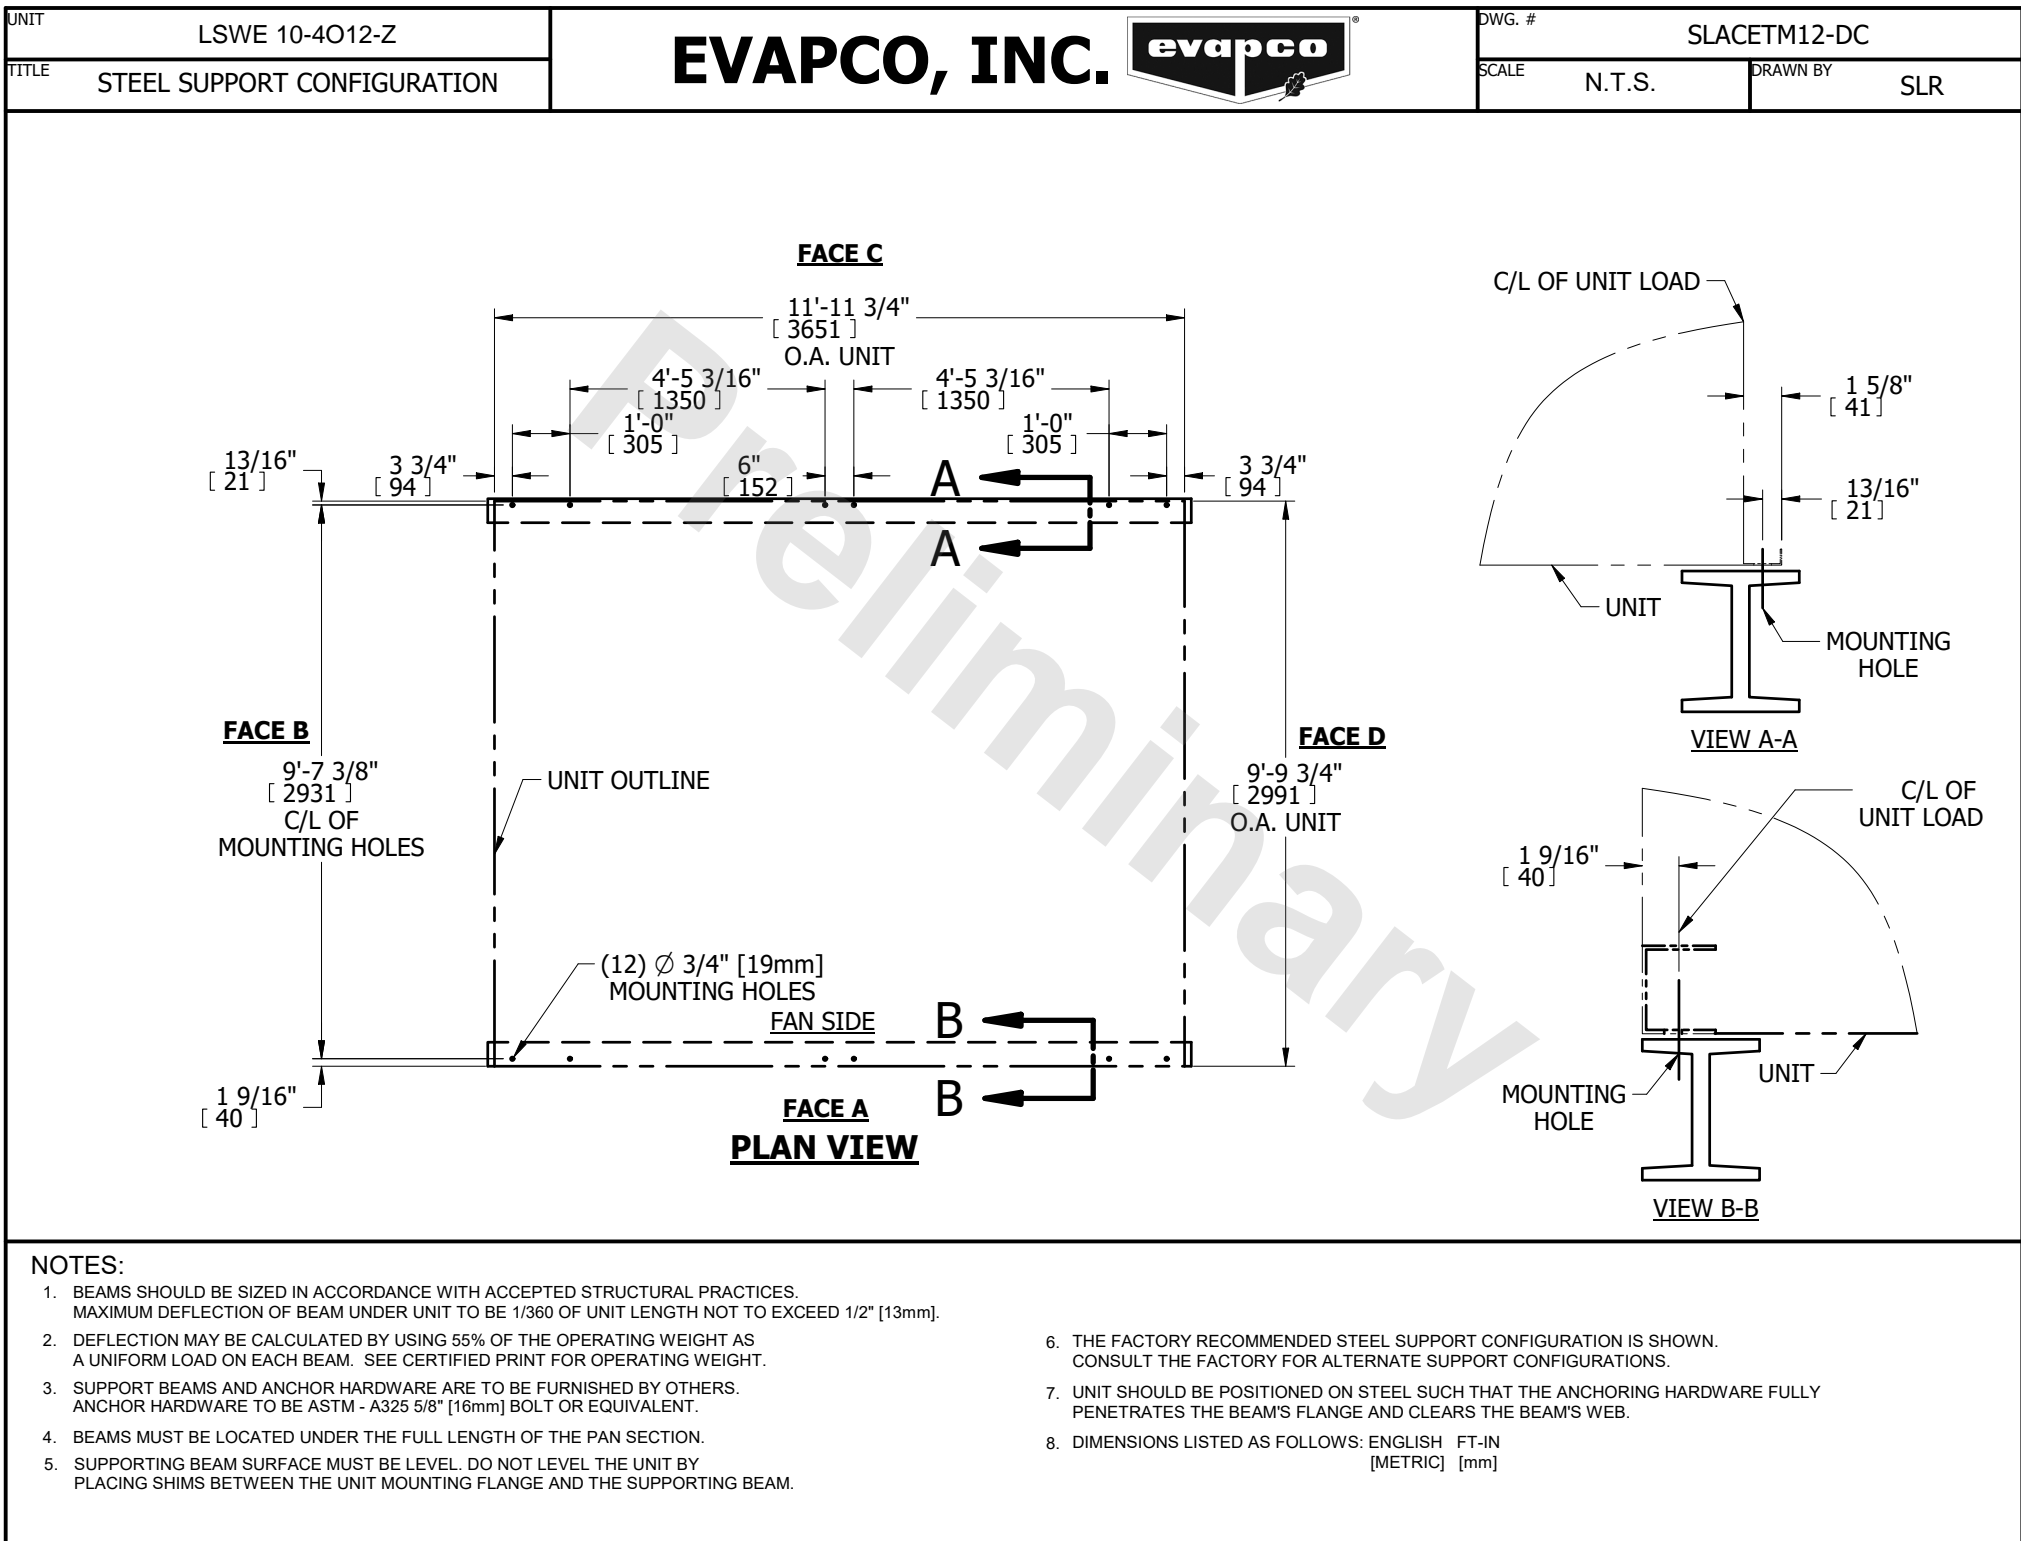 UNIT
LSWE 10-4O12-Z
TITLE
STEEL SUPPORT CONFIGURATION
EVAPCO, INC.
evapco
®
DWG. #
SLACETM12-DC
SCALE
N.T.S.
DRAWN BY
SLR
FACE C
11'-11 3/4"
[ 3651 ]
O.A. UNIT
4'-5 3/16"
[ 1350 ]
4'-5 3/16"
[ 1350 ]
1'-0"
[ 305 ]
1'-0"
[ 305 ]
13/16"
[ 21 ]
3 3/4"
[ 94 ]
6"
[ 152 ]
3 3/4"
[ 94 ]
A
A
FACE B
9'-7 3/8"
[ 2931 ]
C/L OF
MOUNTING HOLES
UNIT OUTLINE
FACE D
9'-9 3/4"
[ 2991 ]
O.A. UNIT
(12) Ø 3/4" [19mm]
MOUNTING HOLES
FAN SIDE
B
B
1 9/16"
[ 40 ]
FACE A
PLAN VIEW
Preliminary
C/L OF UNIT LOAD
1 5/8"
[ 41 ]
13/16"
[ 21 ]
UNIT
MOUNTING
HOLE
VIEW A-A
C/L OF
UNIT LOAD
1 9/16"
[ 40 ]
UNIT
MOUNTING
HOLE
VIEW B-B
NOTES:
1. BEAMS SHOULD BE SIZED IN ACCORDANCE WITH ACCEPTED STRUCTURAL PRACTICES.
MAXIMUM DEFLECTION OF BEAM UNDER UNIT TO BE 1/360 OF UNIT LENGTH NOT TO EXCEED 1/2" [13mm].
2. DEFLECTION MAY BE CALCULATED BY USING 55% OF THE OPERATING WEIGHT AS
A UNIFORM LOAD ON EACH BEAM. SEE CERTIFIED PRINT FOR OPERATING WEIGHT.
3. SUPPORT BEAMS AND ANCHOR HARDWARE ARE TO BE FURNISHED BY OTHERS.
ANCHOR HARDWARE TO BE ASTM - A325 5/8" [16mm] BOLT OR EQUIVALENT.
4. BEAMS MUST BE LOCATED UNDER THE FULL LENGTH OF THE PAN SECTION.
5. SUPPORTING BEAM SURFACE MUST BE LEVEL. DO NOT LEVEL THE UNIT BY
PLACING SHIMS BETWEEN THE UNIT MOUNTING FLANGE AND THE SUPPORTING BEAM.
6. THE FACTORY RECOMMENDED STEEL SUPPORT CONFIGURATION IS SHOWN.
CONSULT THE FACTORY FOR ALTERNATE SUPPORT CONFIGURATIONS.
7. UNIT SHOULD BE POSITIONED ON STEEL SUCH THAT THE ANCHORING HARDWARE FULLY
PENETRATES THE BEAM'S FLANGE AND CLEARS THE BEAM'S WEB.
8. DIMENSIONS LISTED AS FOLLOWS: ENGLISH FT-IN
[METRIC] [mm]